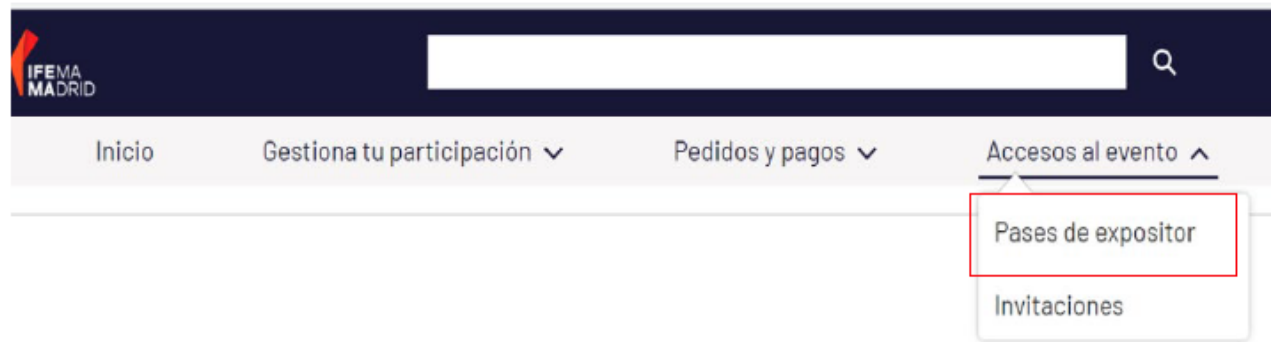 IFEMA
MADRID
Inicio Gestiona tu participación Pedidos y pagos Accesos al evento
Pases de expositor
Invitaciones